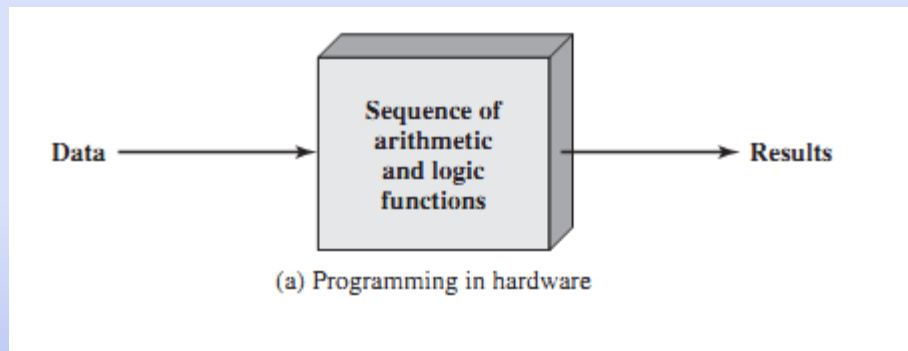 Data
Sequence of
arithmetic
and logic
functions
Results
(a) Programming in hardware